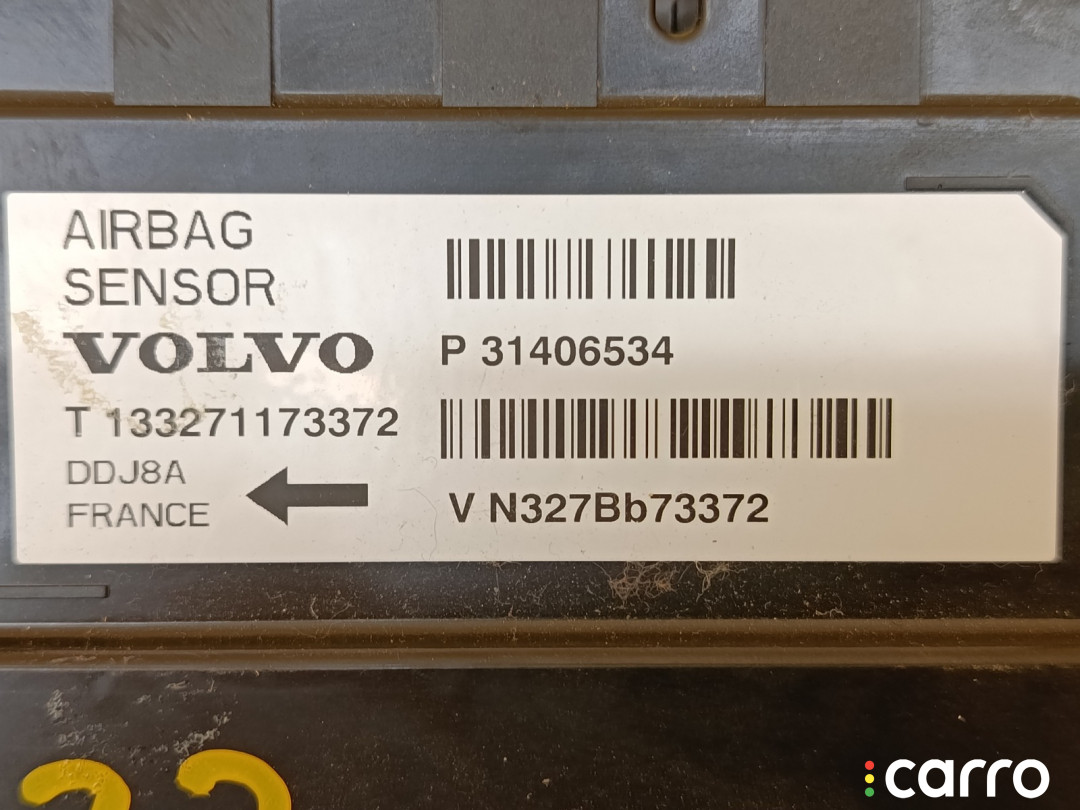 AIRBAG
SENSOR
VOLVO
P 31406534
T 133271173372
DDJ8A
FRANCE
V N327Bb73372
carro